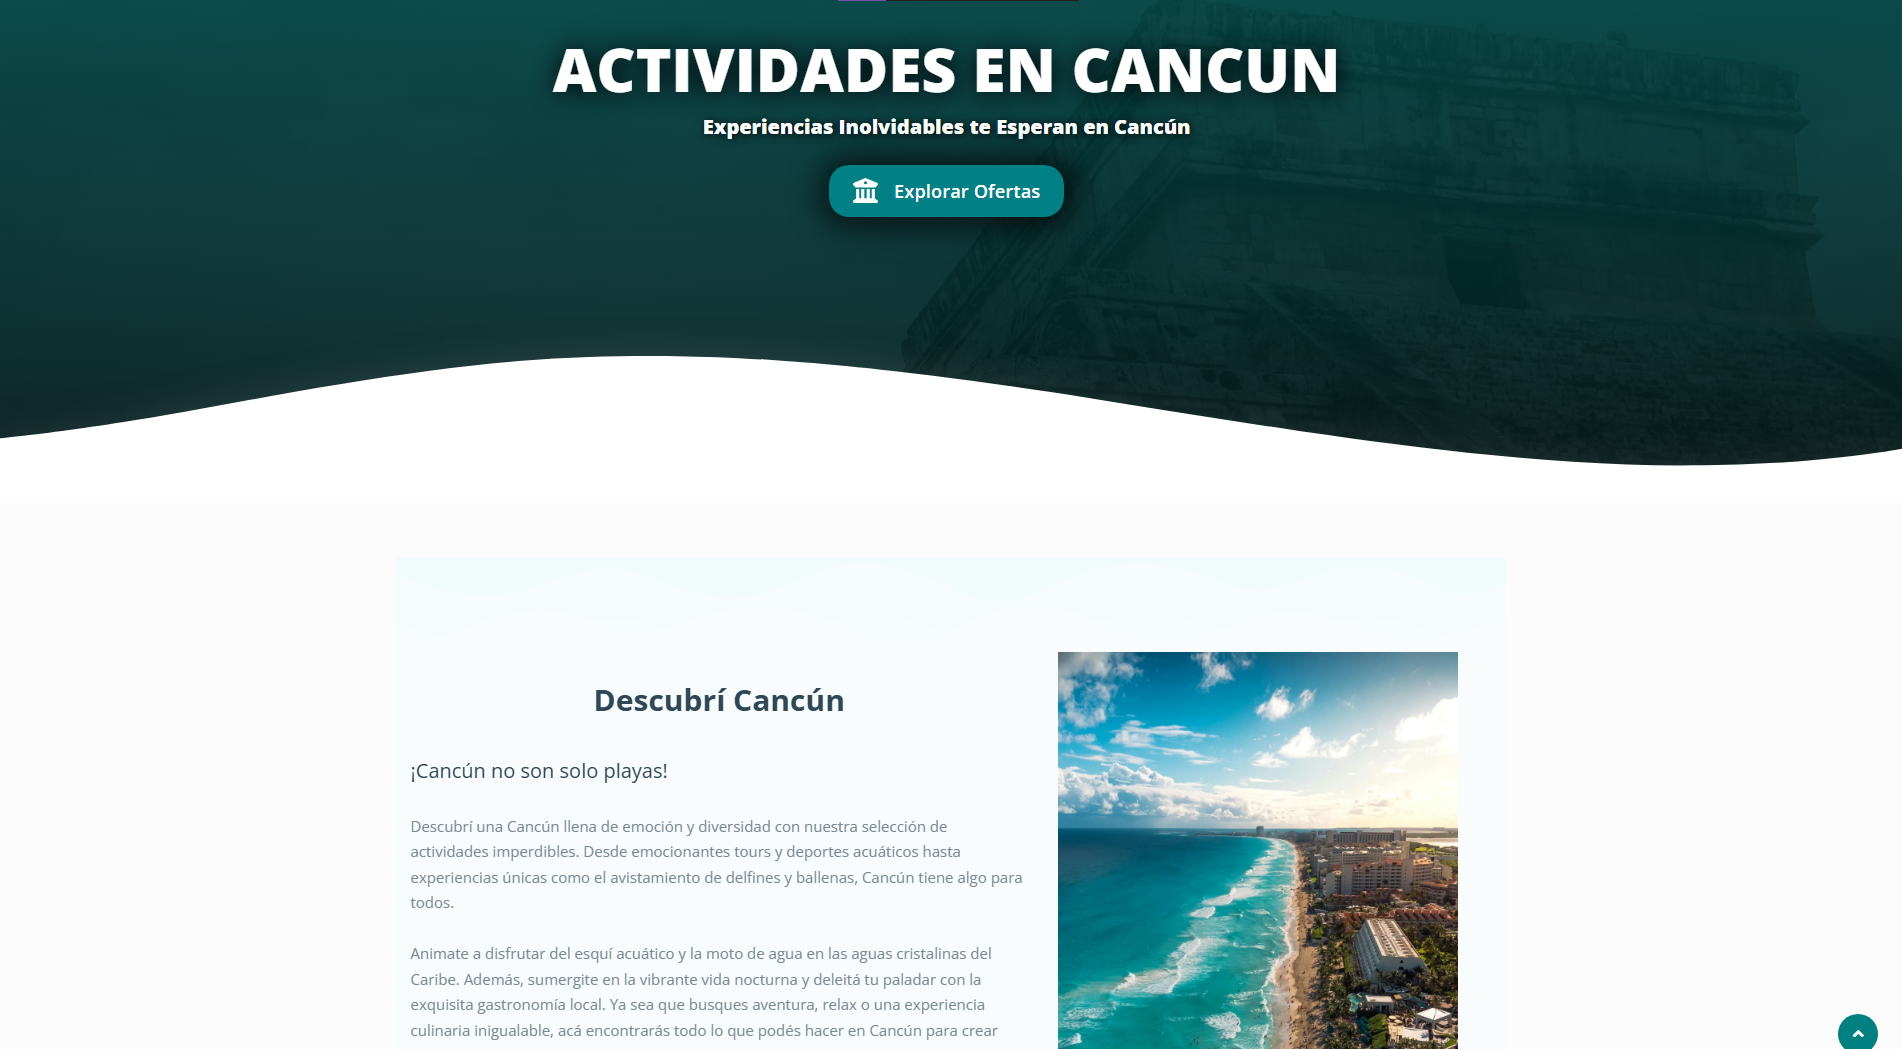 ACTIVIDADES EN CANCUN
Experiencias Inolvidables te Esperan en Cancún
Explorar Ofertas
Descubrí Cancún
¡Cancún no son solo playas!
Descubrí una Cancún llena de emoción y diversidad con nuestra selección de
actividades imperdibles. Desde emocionantes tours y deportes acuáticos hasta
experiencias únicas como el avistamiento de delfines y ballenas, Cancún tiene algo para
todos.
Animate a disfrutar del esquí acuático y la moto de agua en las aguas cristalinas del
Caribe. Además, sumergite en la vibrante vida nocturna y deleitá tu paladar con la
exquisita gastronomía local. Ya sea que busques aventura, relax o una experiencia
culinaria inigualable, acá encontrarás todo lo que podés hacer en Cancún para crear